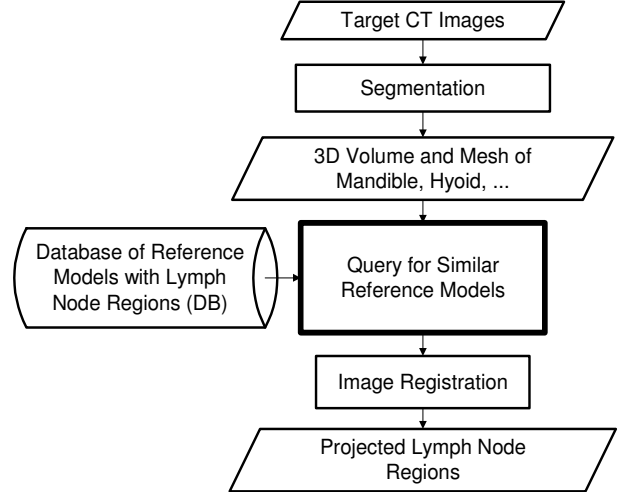 Target CT Images
Segmentation
3D Volume and Mesh of
Mandible, Hyoid, ...
Database of Reference
Models with Lymph
Node Regions (DB)
Query for Similar
Reference Models
Image Registration
Projected Lymph Node
Regions